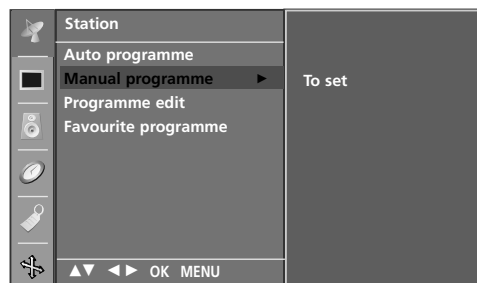 Station
Auto programme
Manual programme ►
To set
Programme edit
Favourite programme
▲▼ ◄► OK MENU